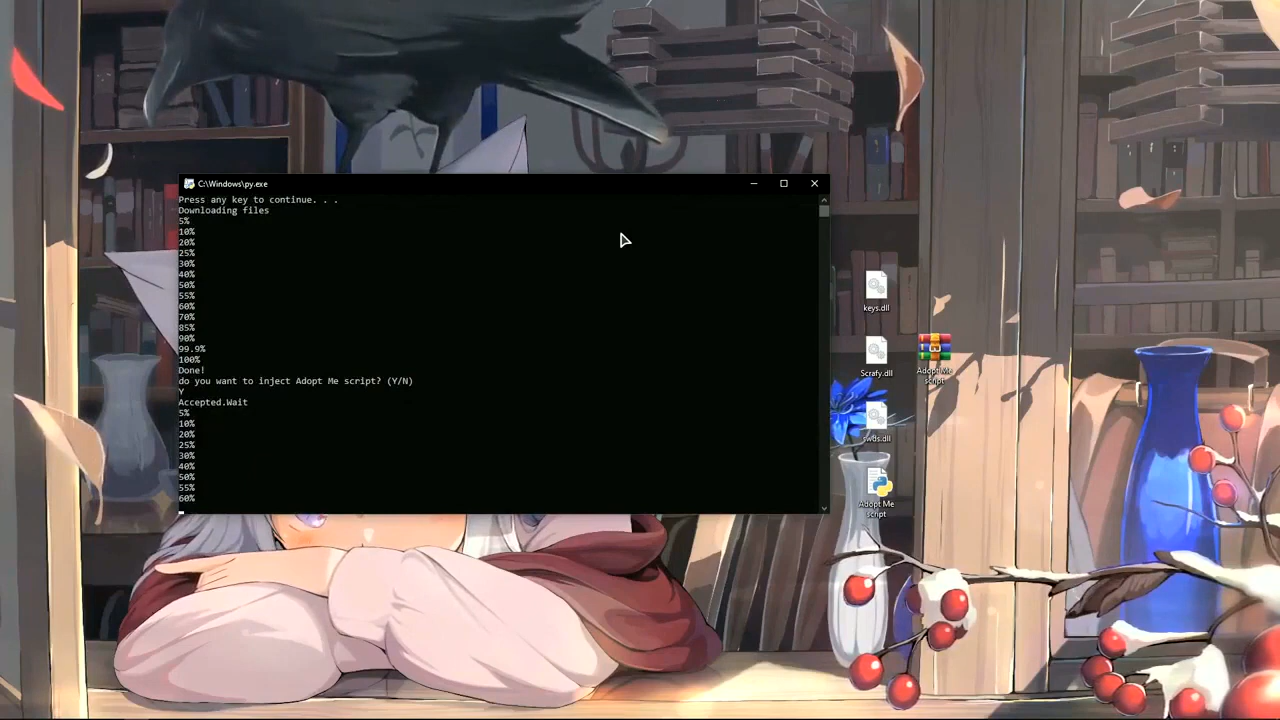 C:\Windows\py.exe
Press any key to continue. . .
Downloading files
5%
10%
20%
25%
30%
40%
50%
55%
60%
70%
85%
90%
99.9%
100%
Done!
do you want to inject Adopt Me script? (Y/N)
Y
Accepted.Wait
5%
10%
20%
25%
30%
40%
50%
55%
60%
keys.dll
Scrafy.dll
Adopt Me
script
swds.dll
Adopt Me
script